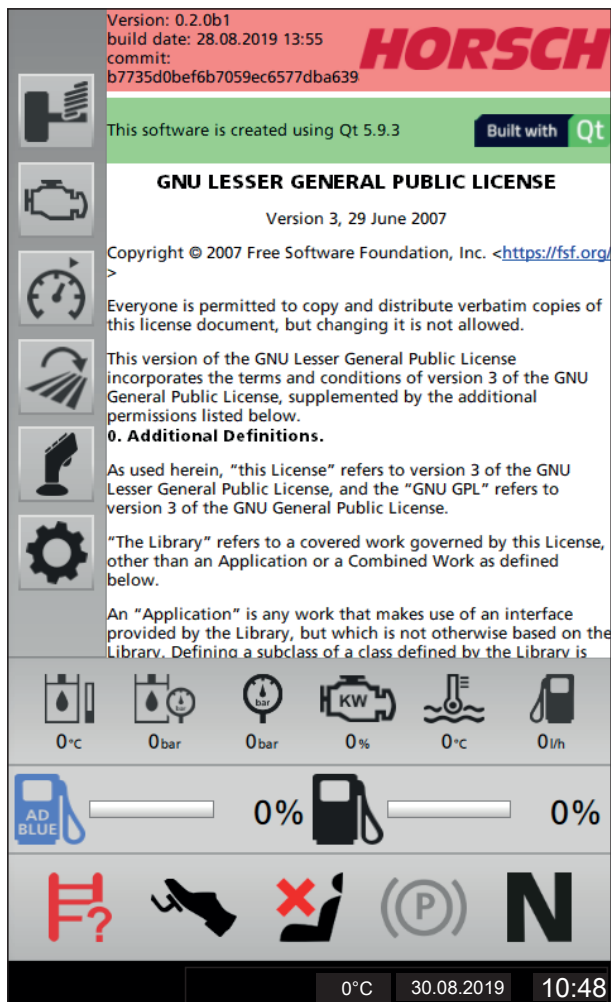 Version: 0.2.0b1
build date: 28.08.2019 13:55
commit:
b7735d0bef6b7059ec6577dba639
HORSCH
This software is created using Qt 5.9.3
Built with Qt
GNU LESSER GENERAL PUBLIC LICENSE
Version 3, 29 June 2007
Copyright © 2007 Free Software Foundation, Inc. <https://fsf.org/
>
Everyone is permitted to copy and distribute verbatim copies of
this license document, but changing it is not allowed.
This version of the GNU Lesser General Public License
incorporates the terms and conditions of version 3 of the GNU
General Public License, supplemented by the additional
permissions listed below.
0. Additional Definitions.
As used herein, “this License” refers to version 3 of the GNU
Lesser General Public License, and the “GNU GPL” refers to
version 3 of the GNU General Public License.
“The Library” refers to a covered work governed by this License,
other than an Application or a Combined Work as defined
below.
An “Application” is any work that makes use of an interface
provided by the Library, but which is not otherwise based on the
Library. Defining a subclass of a class defined by the Library is
bar
KW
0°C 0bar 0bar 0% 0°C 0l/h
AD
BLUE
0% 0%
?
(P) N
0°C 30.08.2019 10:48